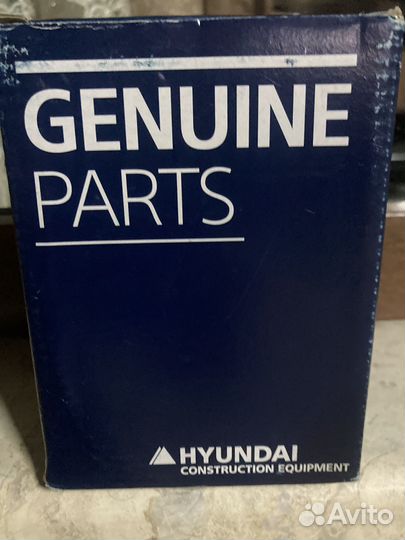 GENUINE
PARTS
HYUNDAI
CONSTRUCTION EQUIPMENT
Avito